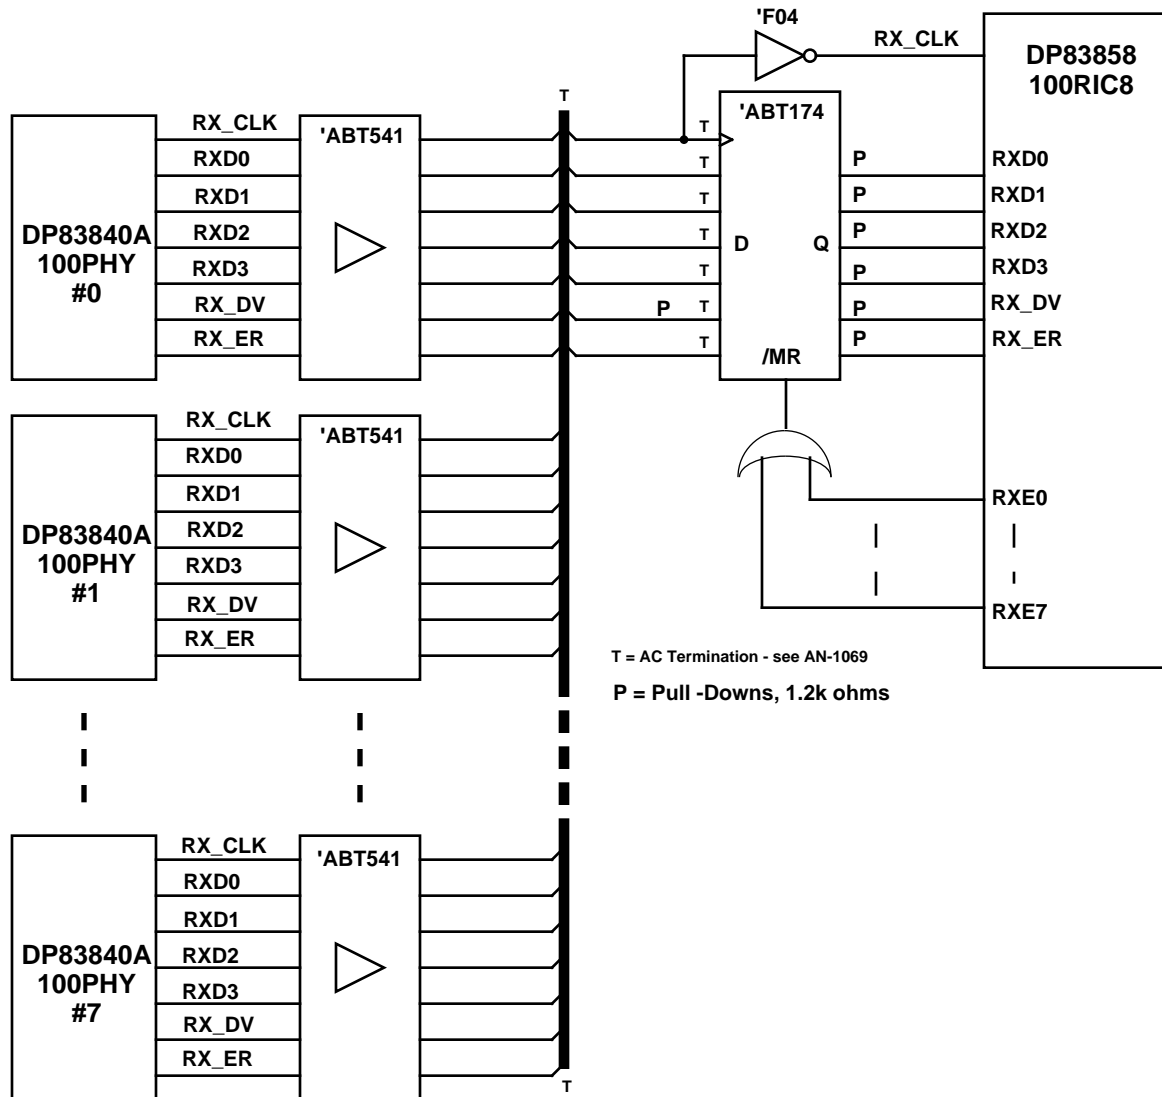 'F04
RX_CLK
DP83858
100RIC8
T
'ABT174
RX_CLK
'ABT541
T
RXD0
T
P
RXD0
RXD1
T
P
RXD1
DP83840A
100PHY
#0
RXD2
T
D
Q
P
RXD2
RXD3
T
P
RXD3
RX_DV
P
T
P
RX_DV
RX_ER
T
P
RX_ER
/MR
RX_CLK
'ABT541
RXD0
RXD1
DP83840A
100PHY
#1
RXD2
RXD3
RX_DV
RX_ER
RXE0
RXE7
T = AC Termination - see AN-1069
P = Pull -Downs, 1.2k ohms
RX_CLK
'ABT541
RXD0
RXD1
DP83840A
100PHY
#7
RXD2
RXD3
RX_DV
RX_ER
T